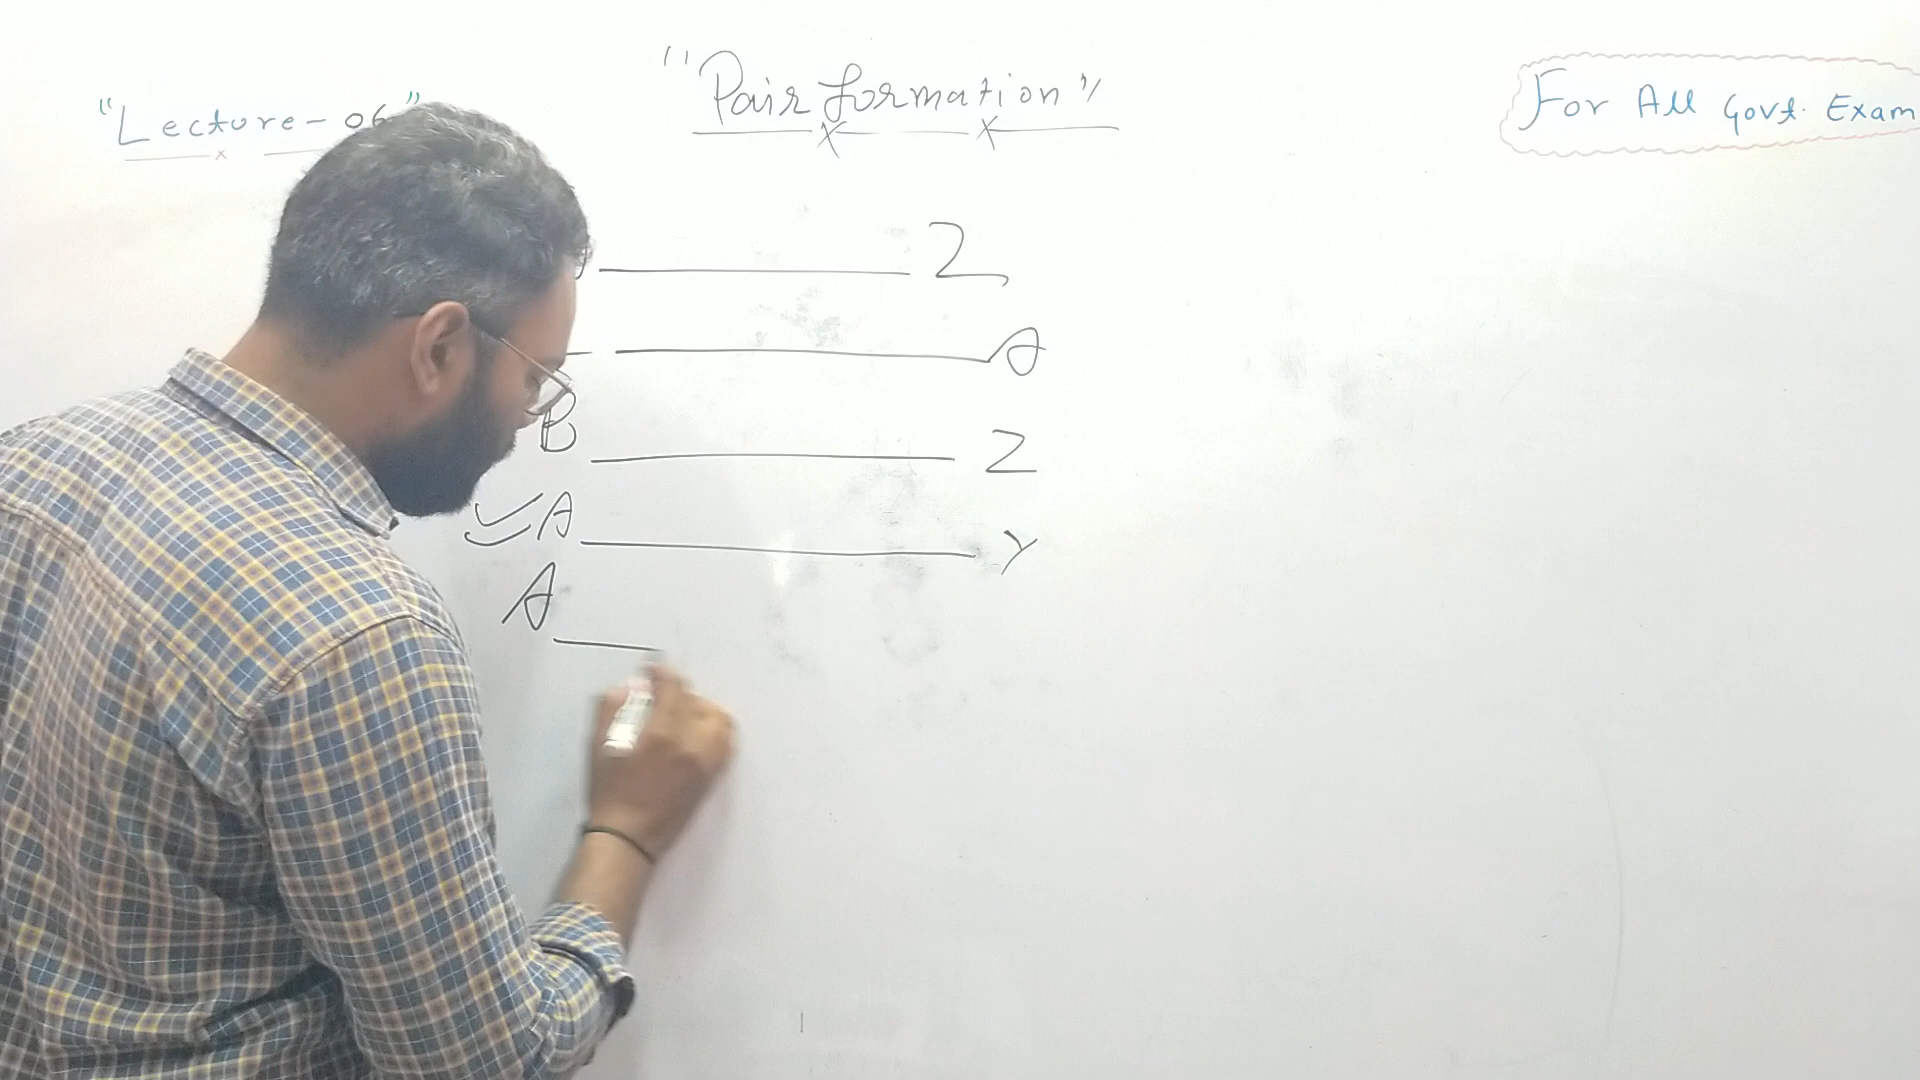 "Lecture-06"
"Pair formation"
For All Govt. Exam
Z
A
B Z
A Y
A